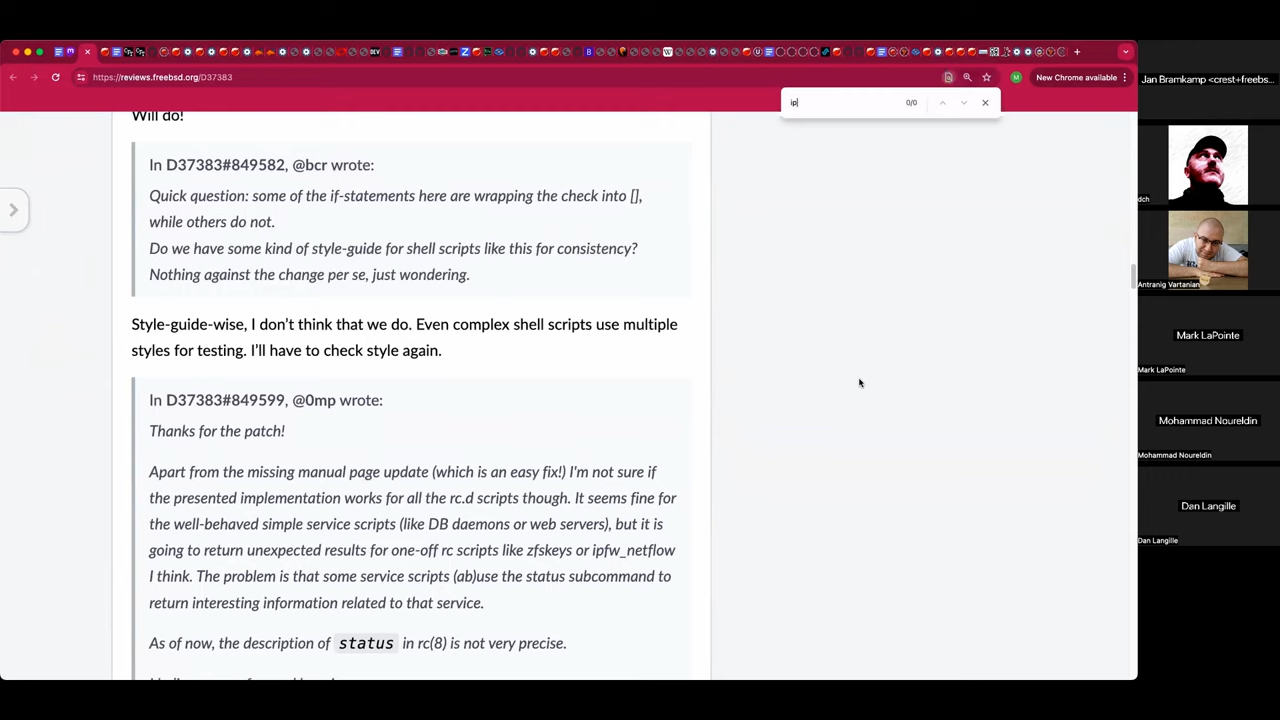 https://reviews.freebsd.org/D37383
New Chrome available
ip
0/0
Will do!
In D37383#849582, @bcr wrote:
Quick question: some of the if-statements here are wrapping the check into [],
while others do not.
Do we have some kind of style-guide for shell scripts like this for consistency?
Nothing against the change per se, just wondering.
Style-guide-wise, I don’t think that we do. Even complex shell scripts use multiple
styles for testing. I’ll have to check style again.
In D37383#849599, @0mp wrote:
Thanks for the patch!
Apart from the missing manual page update (which is an easy fix!) I'm not sure if
the presented implementation works for all the rc.d scripts though. It seems fine for
the well-behaved simple service scripts (like DB daemons or web servers), but it is
going to return unexpected results for one-off rc scripts like zfskeys or ipfw_netflow
I think. The problem is that some service scripts (ab)use the status subcommand to
return interesting information related to that service.
As of now, the description of status in rc(8) is not very precise.
Jan Bramkamp <crest+freebs...
dch
Antranig Vartanian
Mark LaPointe
Mark LaPointe
Mohammad Noureldin
Mohammad Noureldin
Dan Langille
Dan Langille